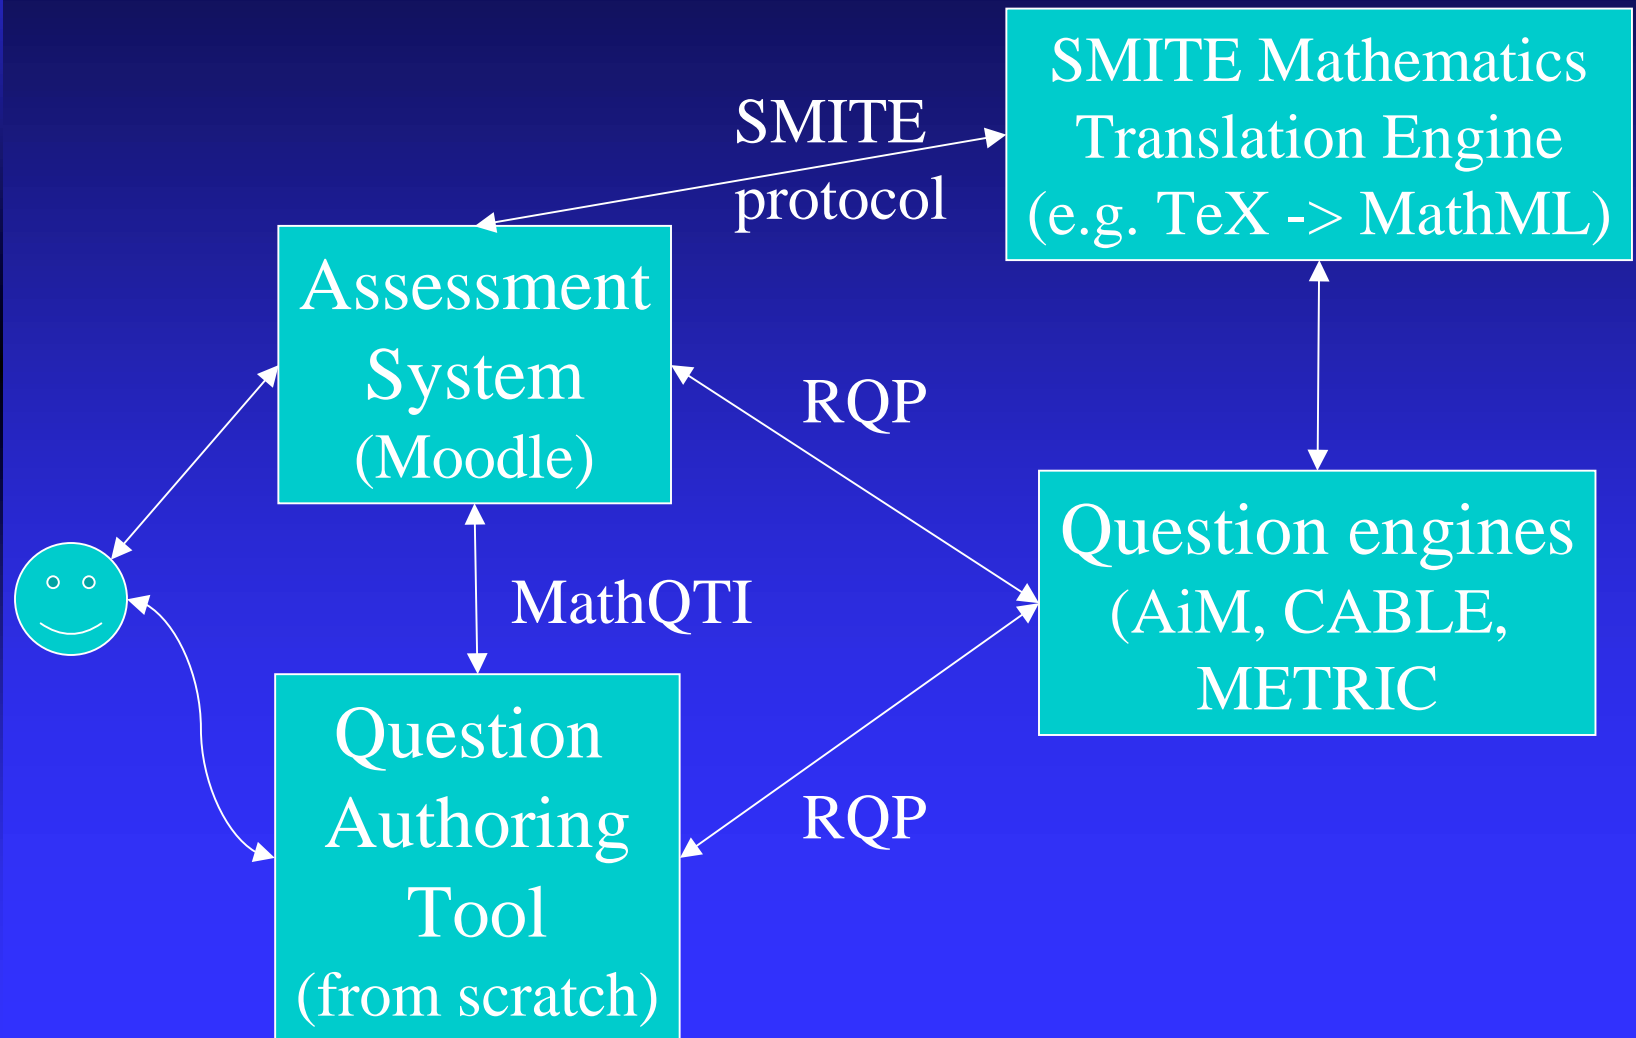 SMITE Mathematics
Translation Engine
(e.g. TeX -> MathML)
SMITE
protocol
Assessment
System
(Moodle)
RQP
Question engines
(AiM, CABLE,
METRIC
MathQTI
Question
Authoring
Tool
(from scratch)
RQP